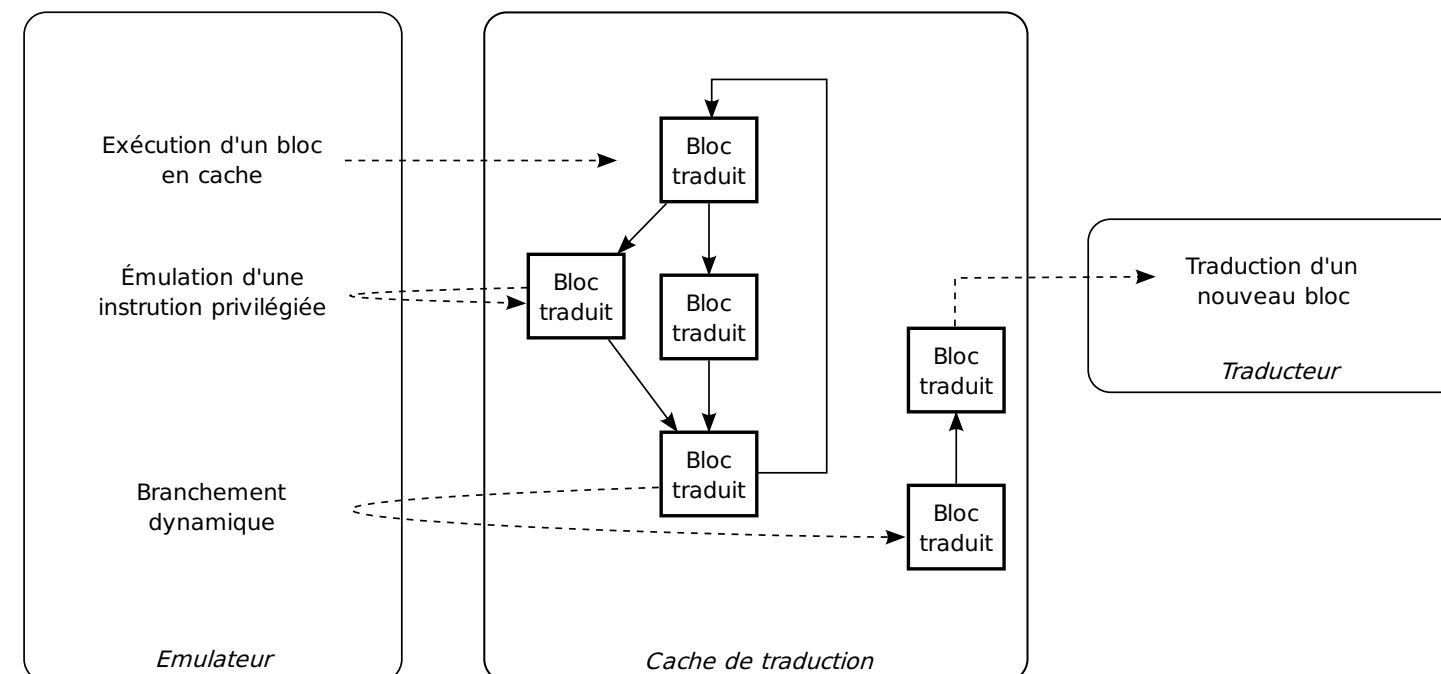 Exécution d'un bloc
en cache
Émulation d'une
instrution privilégiée
Branchement
dynamique
Emulateur
Bloc
traduit
Bloc
traduit
Bloc
traduit
Bloc
traduit
Bloc
traduit
Bloc
traduit
Cache de traduction
Traduction d'un
nouveau bloc
Traducteur